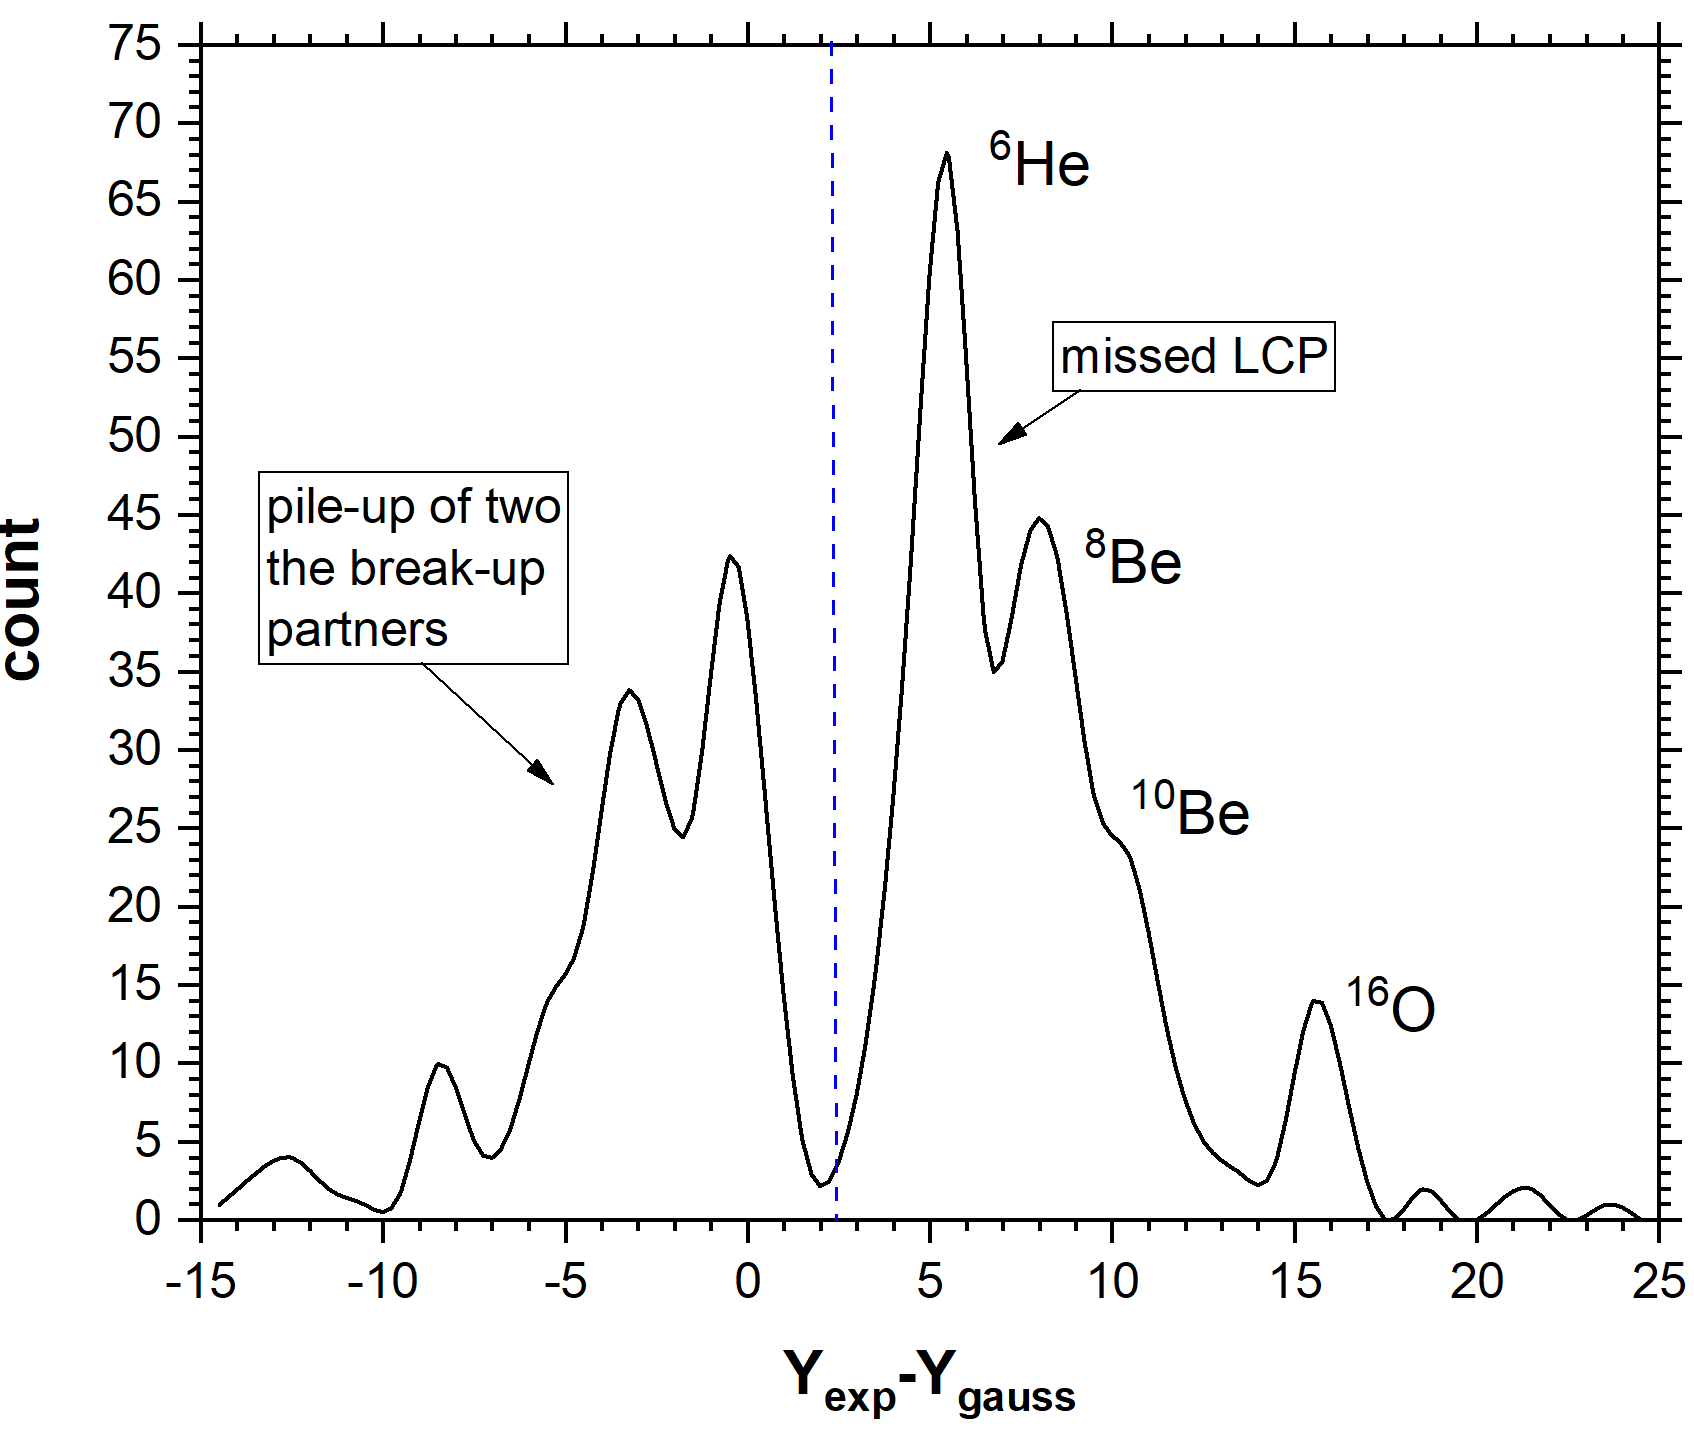 75
70
65
60
55
50
45
40
35
30
25
20
15
10
5
0
count
⁶He
missed LCP
pile-up of two
the break-up
partners
⁸Be
¹⁰Be
¹⁶O
-15 -10 -5 0 5 10 15 20 25
Yexp-Ygauss